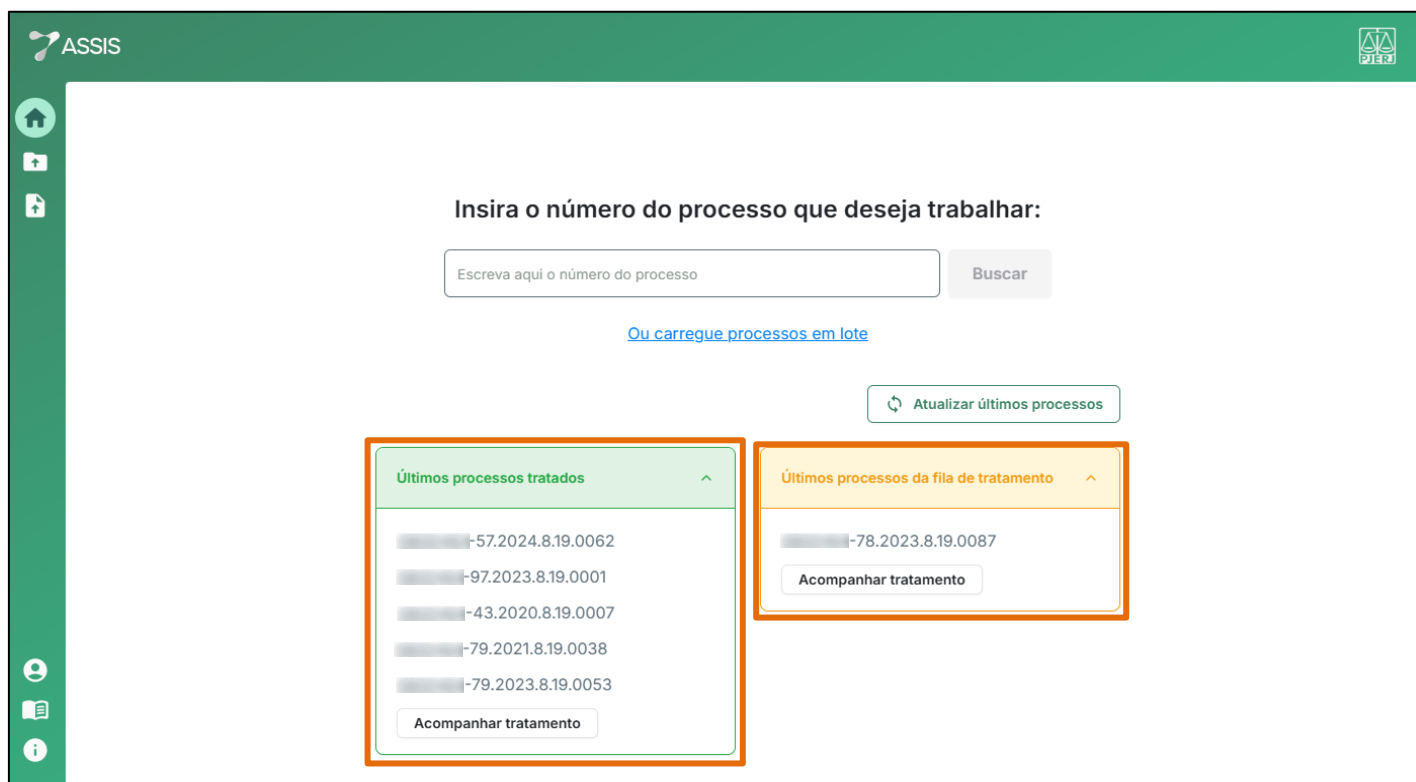 ASSIS
PJERJ
Insira o número do processo que deseja trabalhar:
Escreva aqui o número do processo
Buscar
Ou carregue processos em lote
Atualizar últimos processos
Últimos processos tratados
-57.2024.8.19.0062
-97.2023.8.19.0001
-43.2020.8.19.0007
-79.2021.8.19.0038
-79.2023.8.19.0053
Acompanhar tratamento
Últimos processos da fila de tratamento
-78.2023.8.19.0087
Acompanhar tratamento